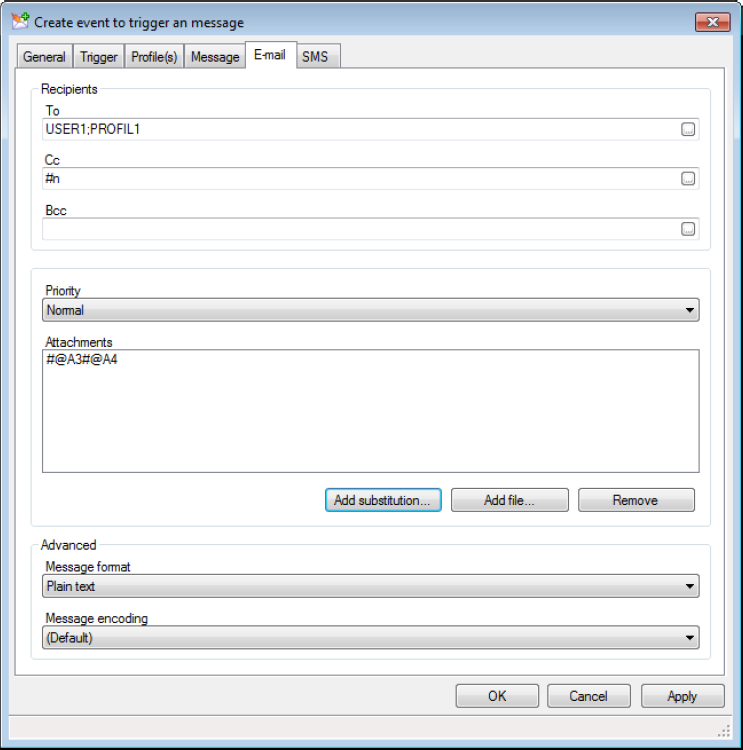 Create event to trigger an message
General Trigger Profile(s) Message E-mail SMS
Recipients
To
USER1;PROFIL1
...
Cc
#n
...
Bcc
...
Priority
Normal
Attachments
#@A3#@A4
Add substitution... Add file... Remove
Advanced
Message format
Plain text
Message encoding
(Default)
OK Cancel Apply